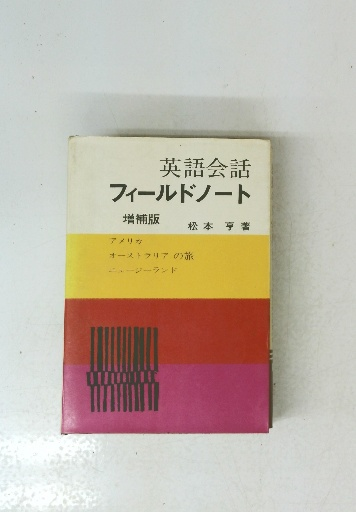 英語会話
フィールドノート
増補版
松本 亨著
アメリカ
オーストラリア の旅
ニュージーランド